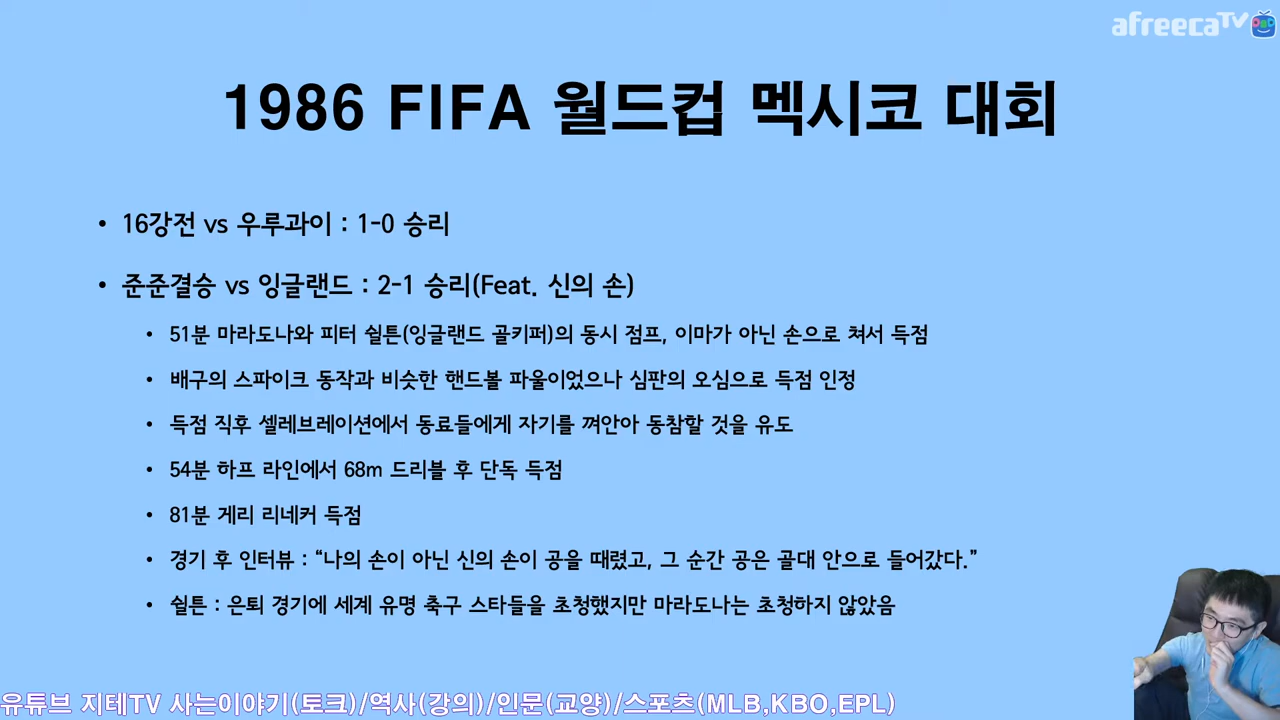 afreecaTV
1986 FIFA 월드컵 멕시코 대회
• 16강전 vs 우루과이 : 1-0 승리
• 준준결승 vs 잉글랜드 : 2-1 승리(Feat. 신의 손)
• 51분 마라도나와 피터 쉴튼(잉글랜드 골키퍼)의 동시 점프, 이마가 아닌 손으로 쳐서 득점
• 배구의 스파이크 동작과 비슷한 핸드볼 파울이었으나 심판의 오심으로 득점 인정
• 득점 직후 셀레브레이션에서 동료들에게 자기를 껴안아 동참할 것을 유도
• 54분 하프 라인에서 68m 드리블 후 단독 득점
• 81분 게리 리네커 득점
• 경기 후 인터뷰 : “나의 손이 아닌 신의 손이 공을 때렸고, 그 순간 공은 골대 안으로 들어갔다.”
• 쉴튼 : 은퇴 경기에 세계 유명 축구 스타들을 초청했지만 마라도나는 초청하지 않았음
유튜브 지테TV 사는이야기(토크)/역사(강의)/인문(교양)/스포츠(MLB,KBO,EPL)